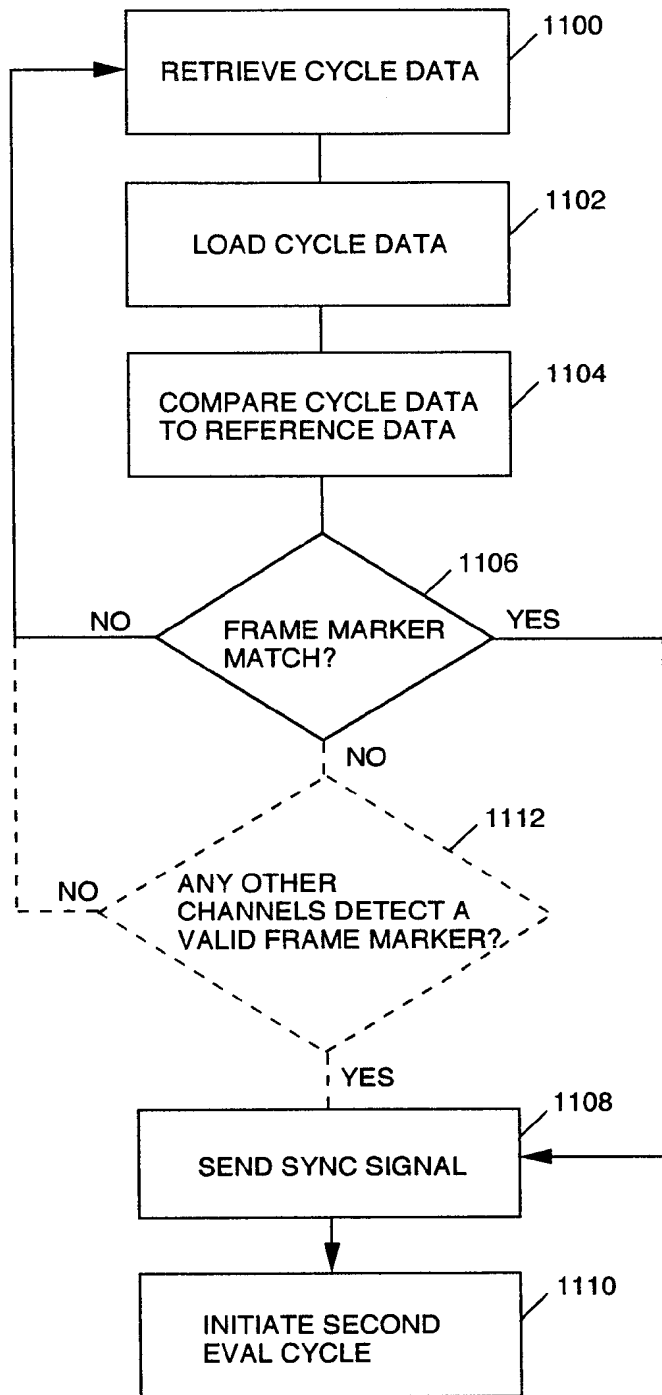 1100
RETRIEVE CYCLE DATA
1102
LOAD CYCLE DATA
1104
COMPARE CYCLE DATA
TO REFERENCE DATA
1106
NO
FRAME MARKER
MATCH?
YES
NO
1112
NO
ANY OTHER
CHANNELS DETECT A
VALID FRAME MARKER?
YES
1108
SEND SYNC SIGNAL
1110
INITIATE SECOND
EVAL CYCLE